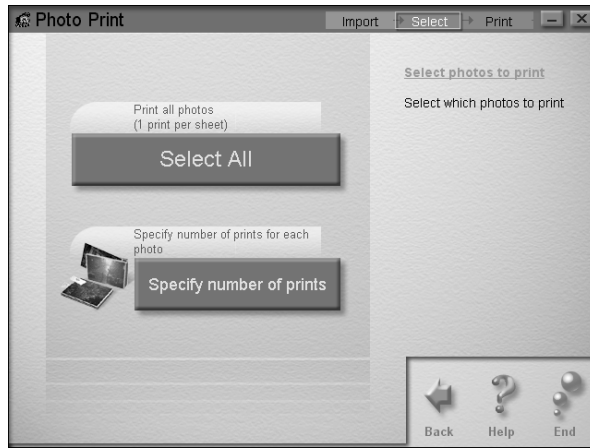 Photo Print
Import Select Print
Select photos to print
Select which photos to print
Print all photos
(1 print per sheet)
Select All
Specify number of prints for each
photo
Specify number of prints
Back Help End